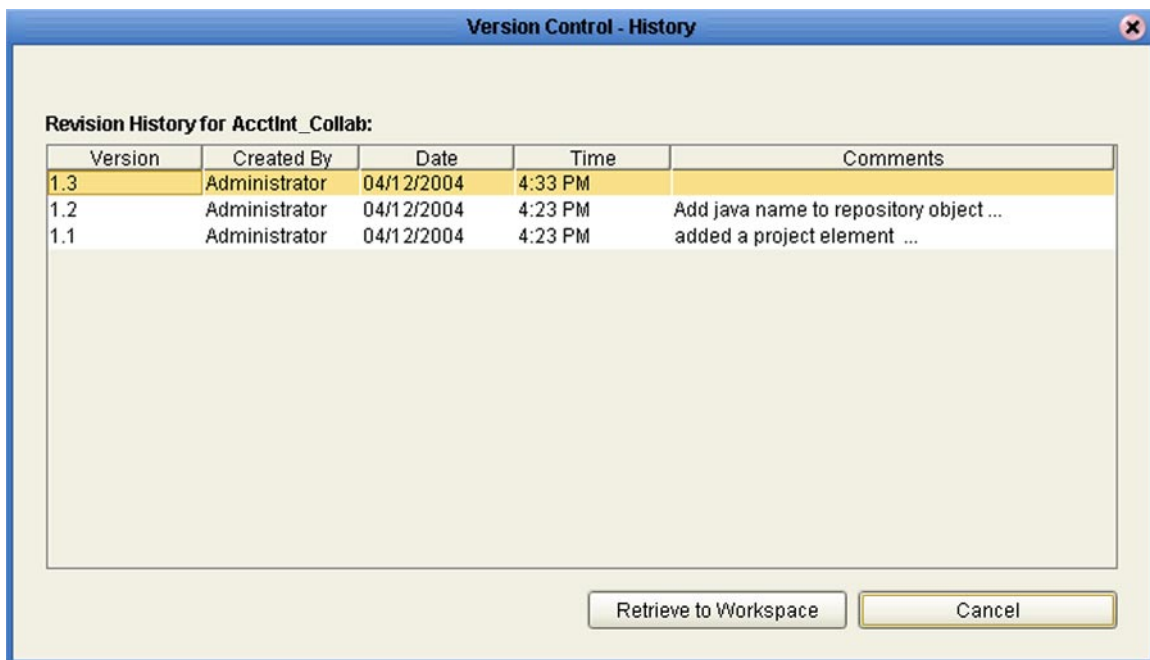 Version Control - History
Revision History for AcctInt_Collab:
Version Created By Date Time Comments
1.3 Administrator 04/12/2004 4:33 PM
1.2 Administrator 04/12/2004 4:23 PM Add java name to repository object ...
1.1 Administrator 04/12/2004 4:23 PM added a project element ...
Retrieve to Workspace Cancel